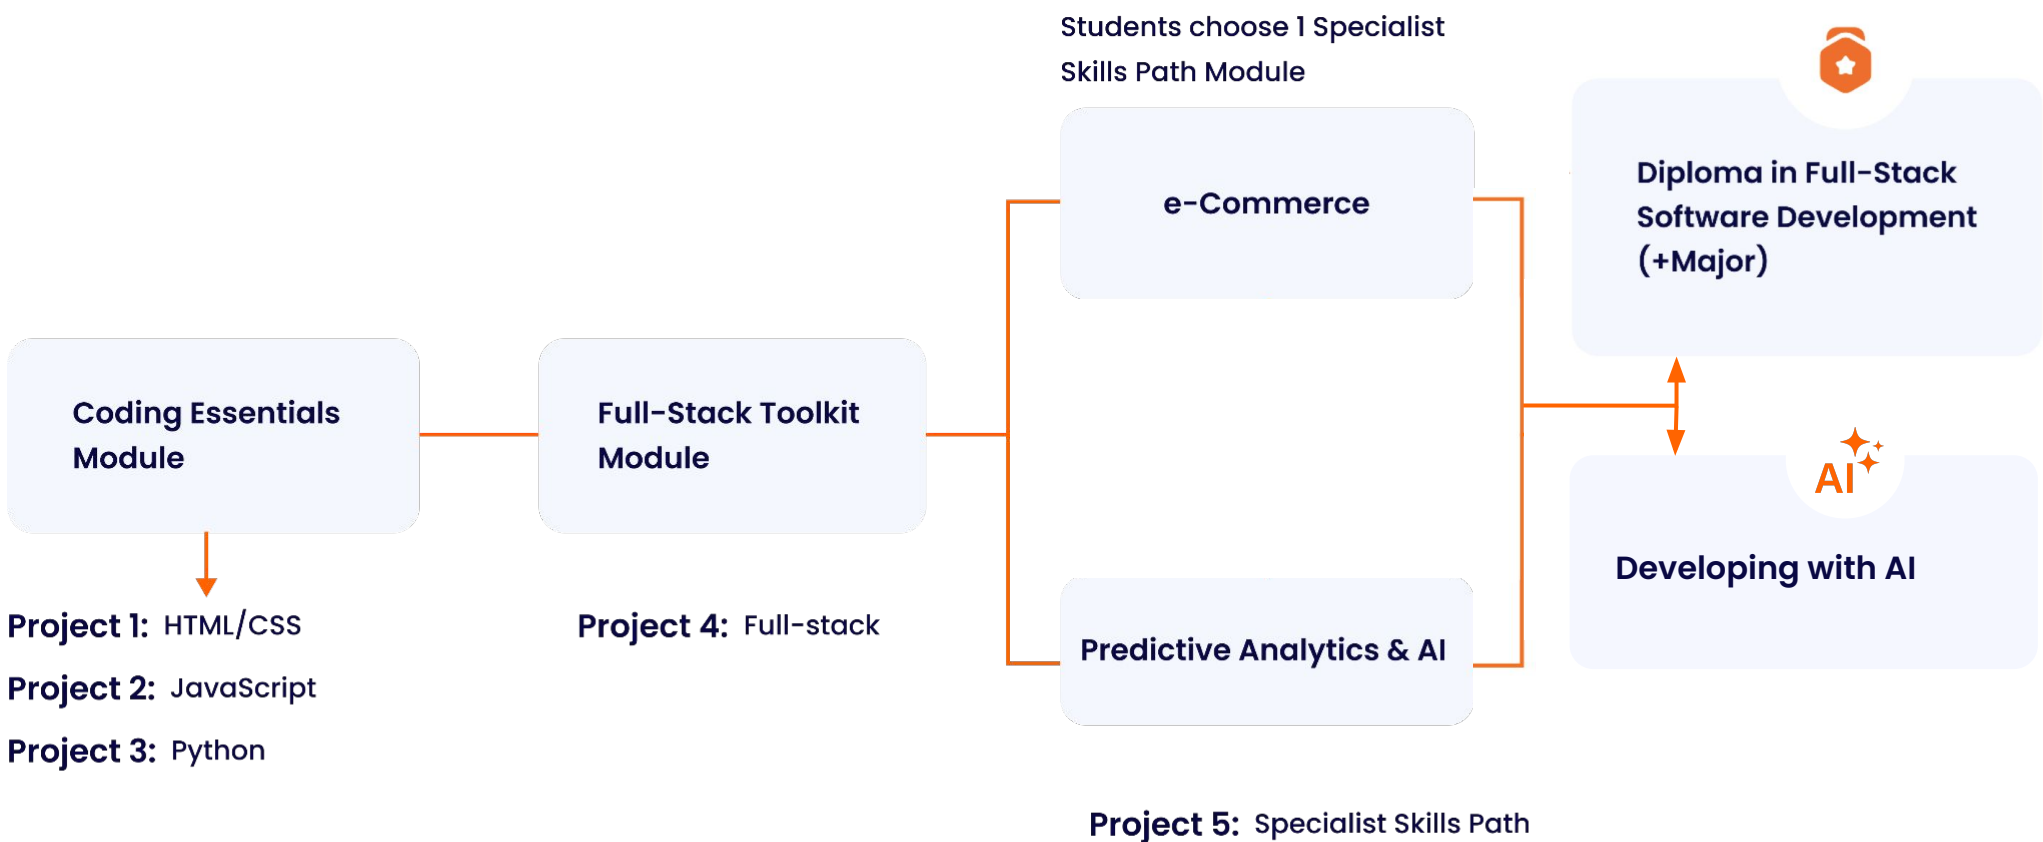 Students choose 1 Specialist
Skills Path Module
e-Commerce
Diploma in Full-Stack
Software Development
(+Major)
Coding Essentials
Module
Full-Stack Toolkit
Module
AI
Developing with AI
Predictive Analytics & AI
Project 1: HTML/CSS
Project 2: JavaScript
Project 3: Python
Project 4: Full-stack
Project 5: Specialist Skills Path